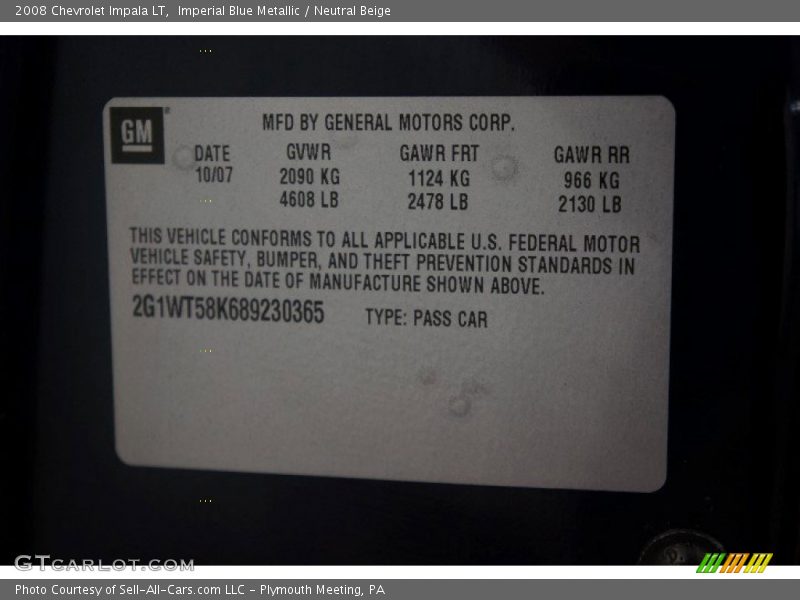 2008 Chevrolet Impala LT, Imperial Blue Metallic / Neutral Beige
GM
MFD BY GENERAL MOTORS CORP.
DATE GVWR GAWR FRT GAWR RR
10/07 2090 KG 1124 KG 966 KG
4608 LB 2478 LB 2130 LB
THIS VEHICLE CONFORMS TO ALL APPLICABLE U.S. FEDERAL MOTOR
VEHICLE SAFETY, BUMPER, AND THEFT PREVENTION STANDARDS IN
EFFECT ON THE DATE OF MANUFACTURE SHOWN ABOVE.
2G1WT58K689230365 TYPE: PASS CAR
GTCARLOT.COM
Photo Courtesy of Sell-All-Cars.com LLC - Plymouth Meeting, PA